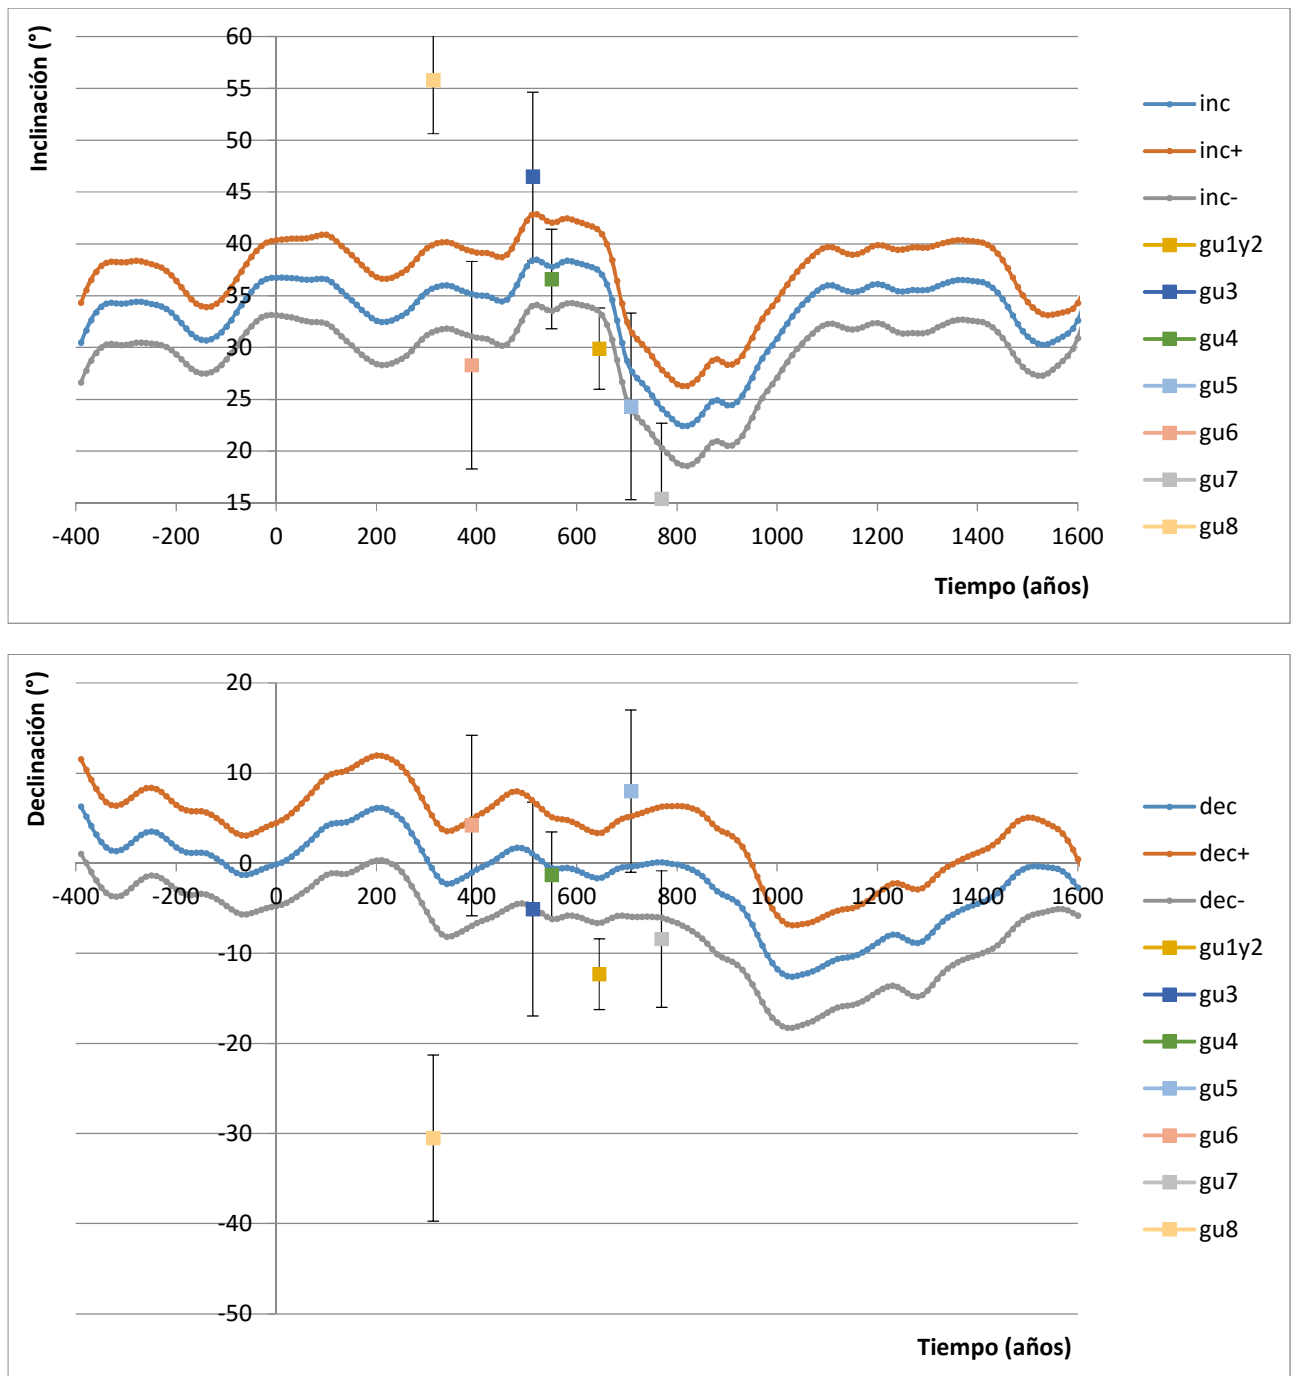 Inclinación (°)
60
55
50
45
40
35
30
25
20
15
-400 -200 0 200 400 600 800 1000 1200 1400 1600
Tiempo (años)
inc
inc+
inc-
gu1y2
gu3
gu4
gu5
gu6
gu7
gu8
Declinación (°)
20
10
0
-10
-20
-30
-40
-50
-400 -200 0 200 400 600 800 1000 1200 1400 1600
Tiempo (años)
dec
dec+
dec-
gu1y2
gu3
gu4
gu5
gu6
gu7
gu8